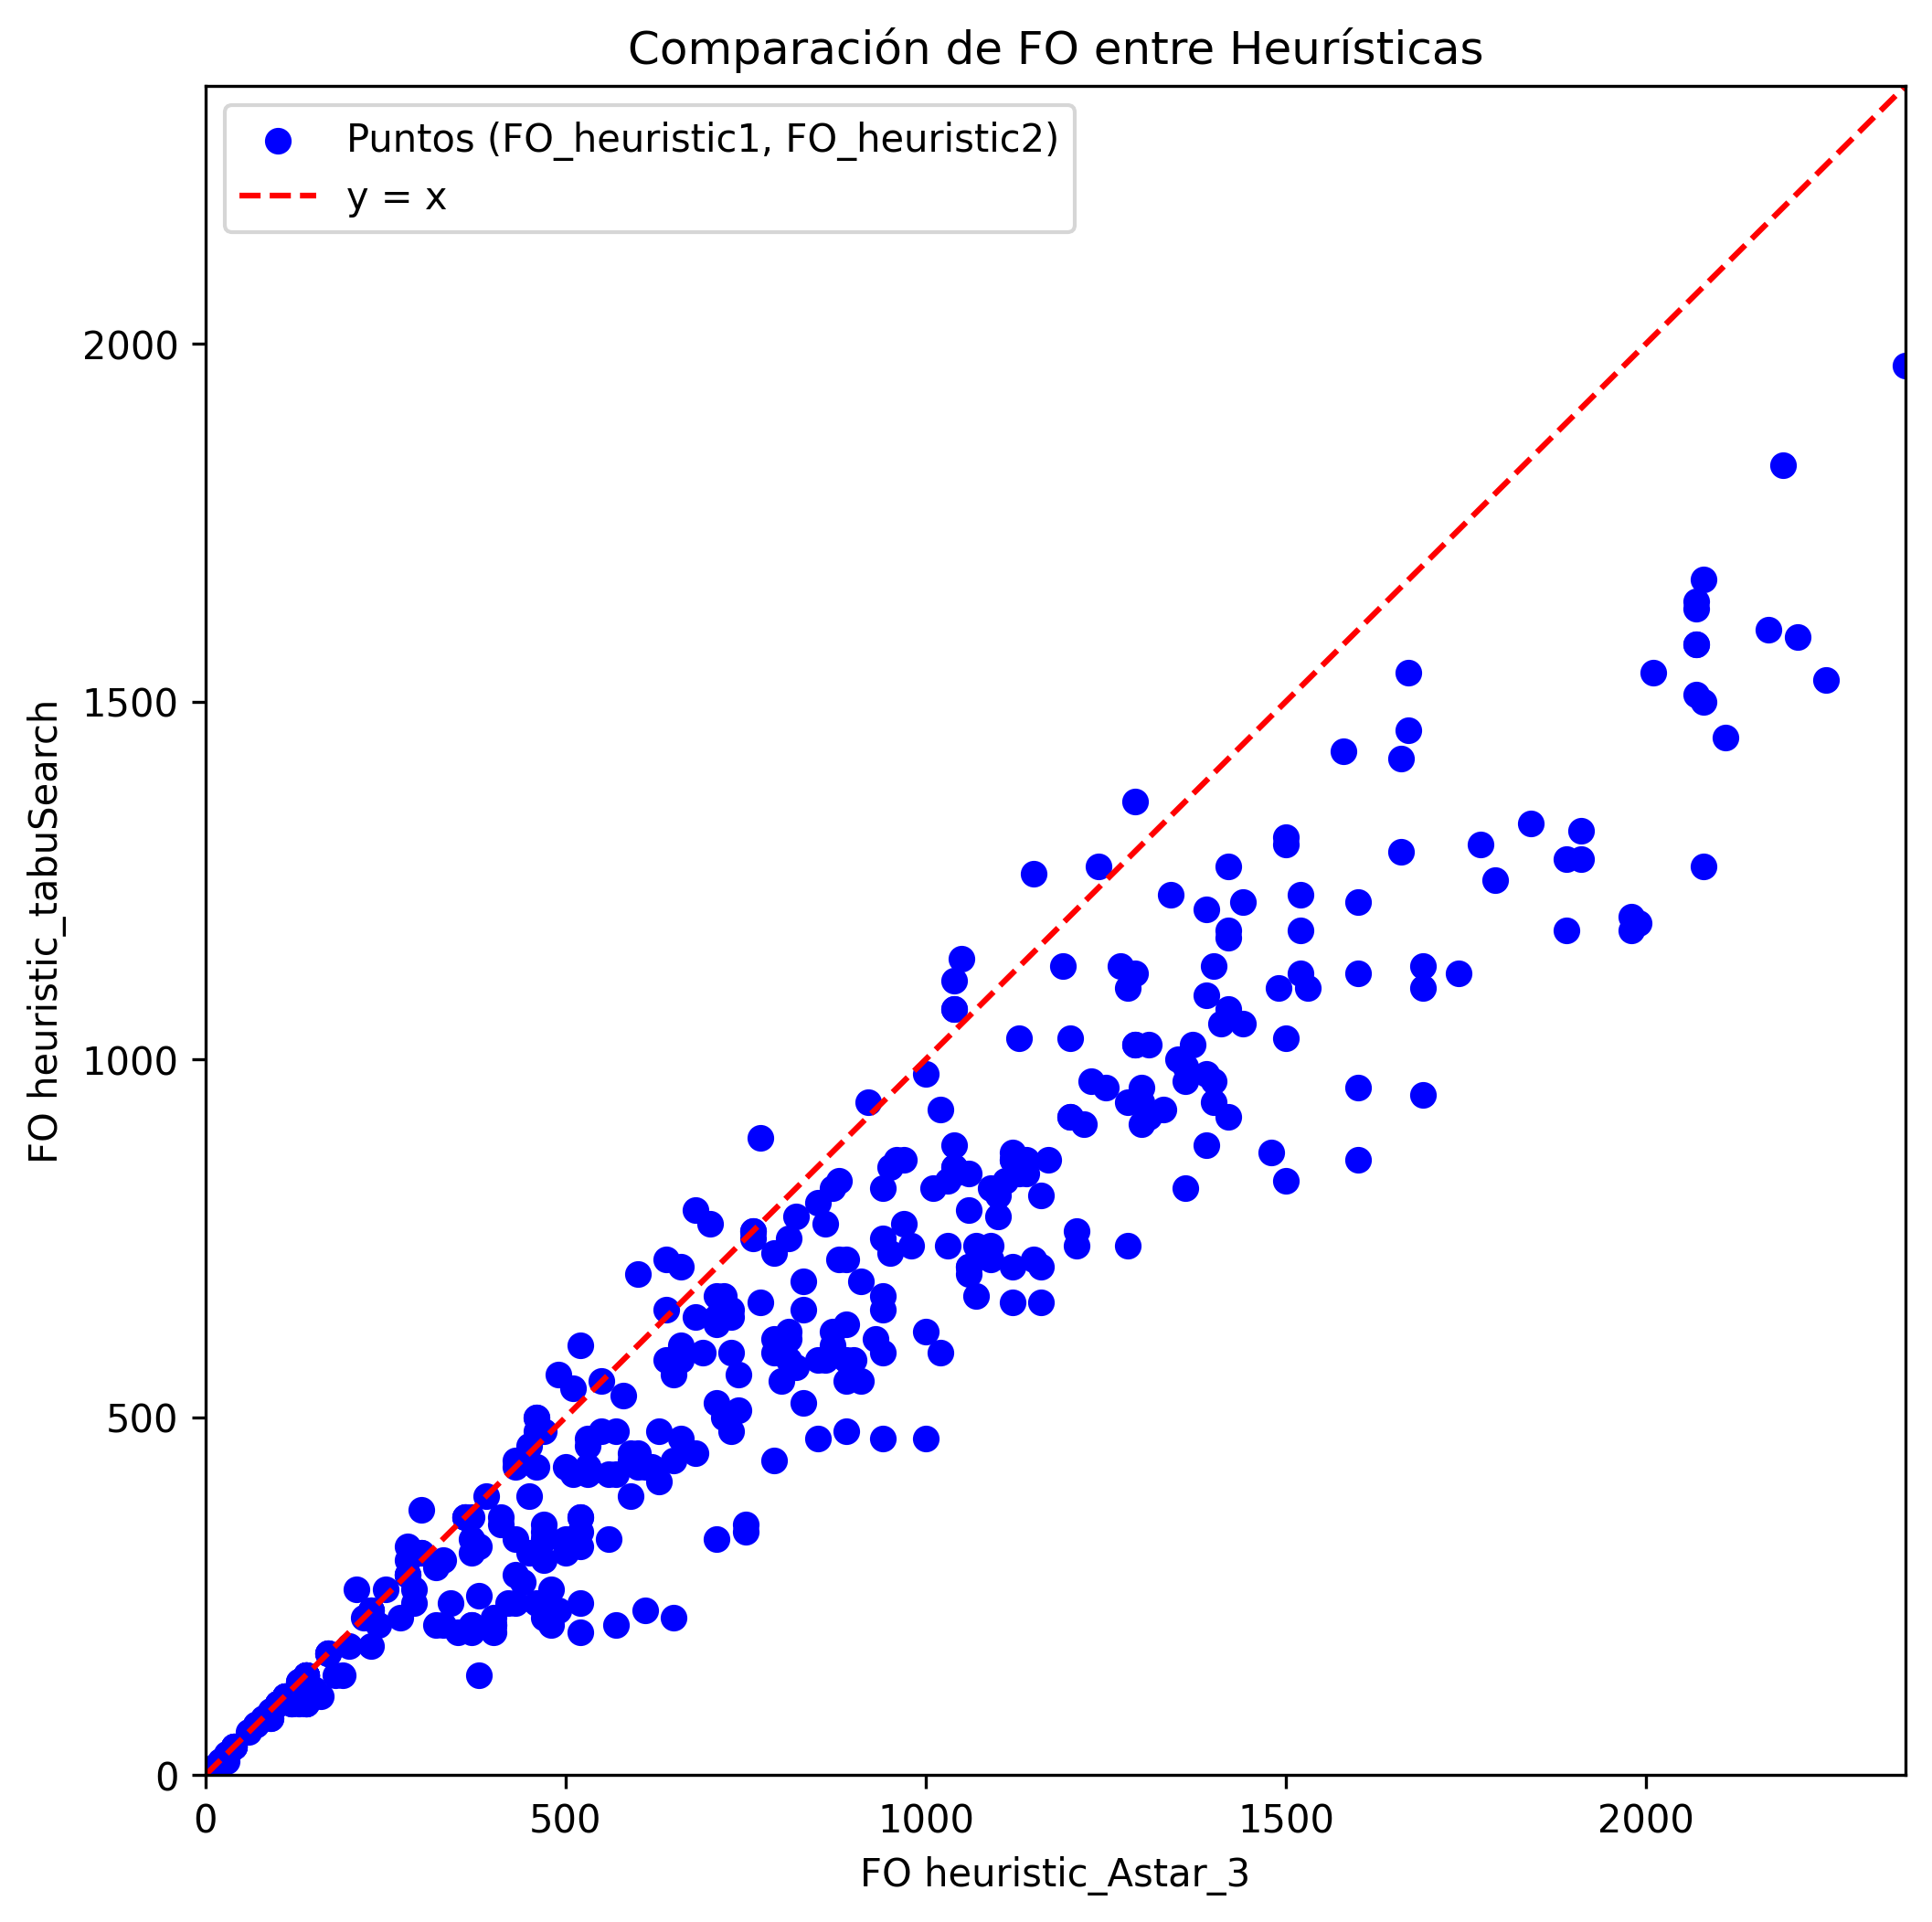 Comparación de FO entre Heurísticas
Puntos (FO_heuristic1, FO_heuristic2)
y = x
2000
1500
1000
500
0
FO heuristic_tabuSearch
0 500 1000 1500 2000
FO heuristic_Astar_3